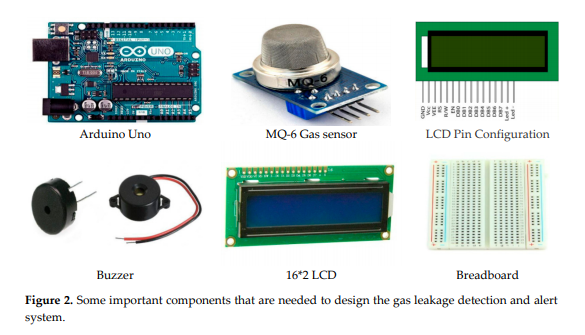 UNO
ARDUINO
MQ-6
GND
Vcc
VEE
RS
R/W
EN
DB0
DB1
DB2
DB3
DB4
DB5
DB6
DB7
Led +
Led -
Arduino Uno
MQ-6 Gas sensor
LCD Pin Configuration
Buzzer
16*2 LCD
Breadboard
Figure 2. Some important components that are needed to design the gas leakage detection and alert
system.